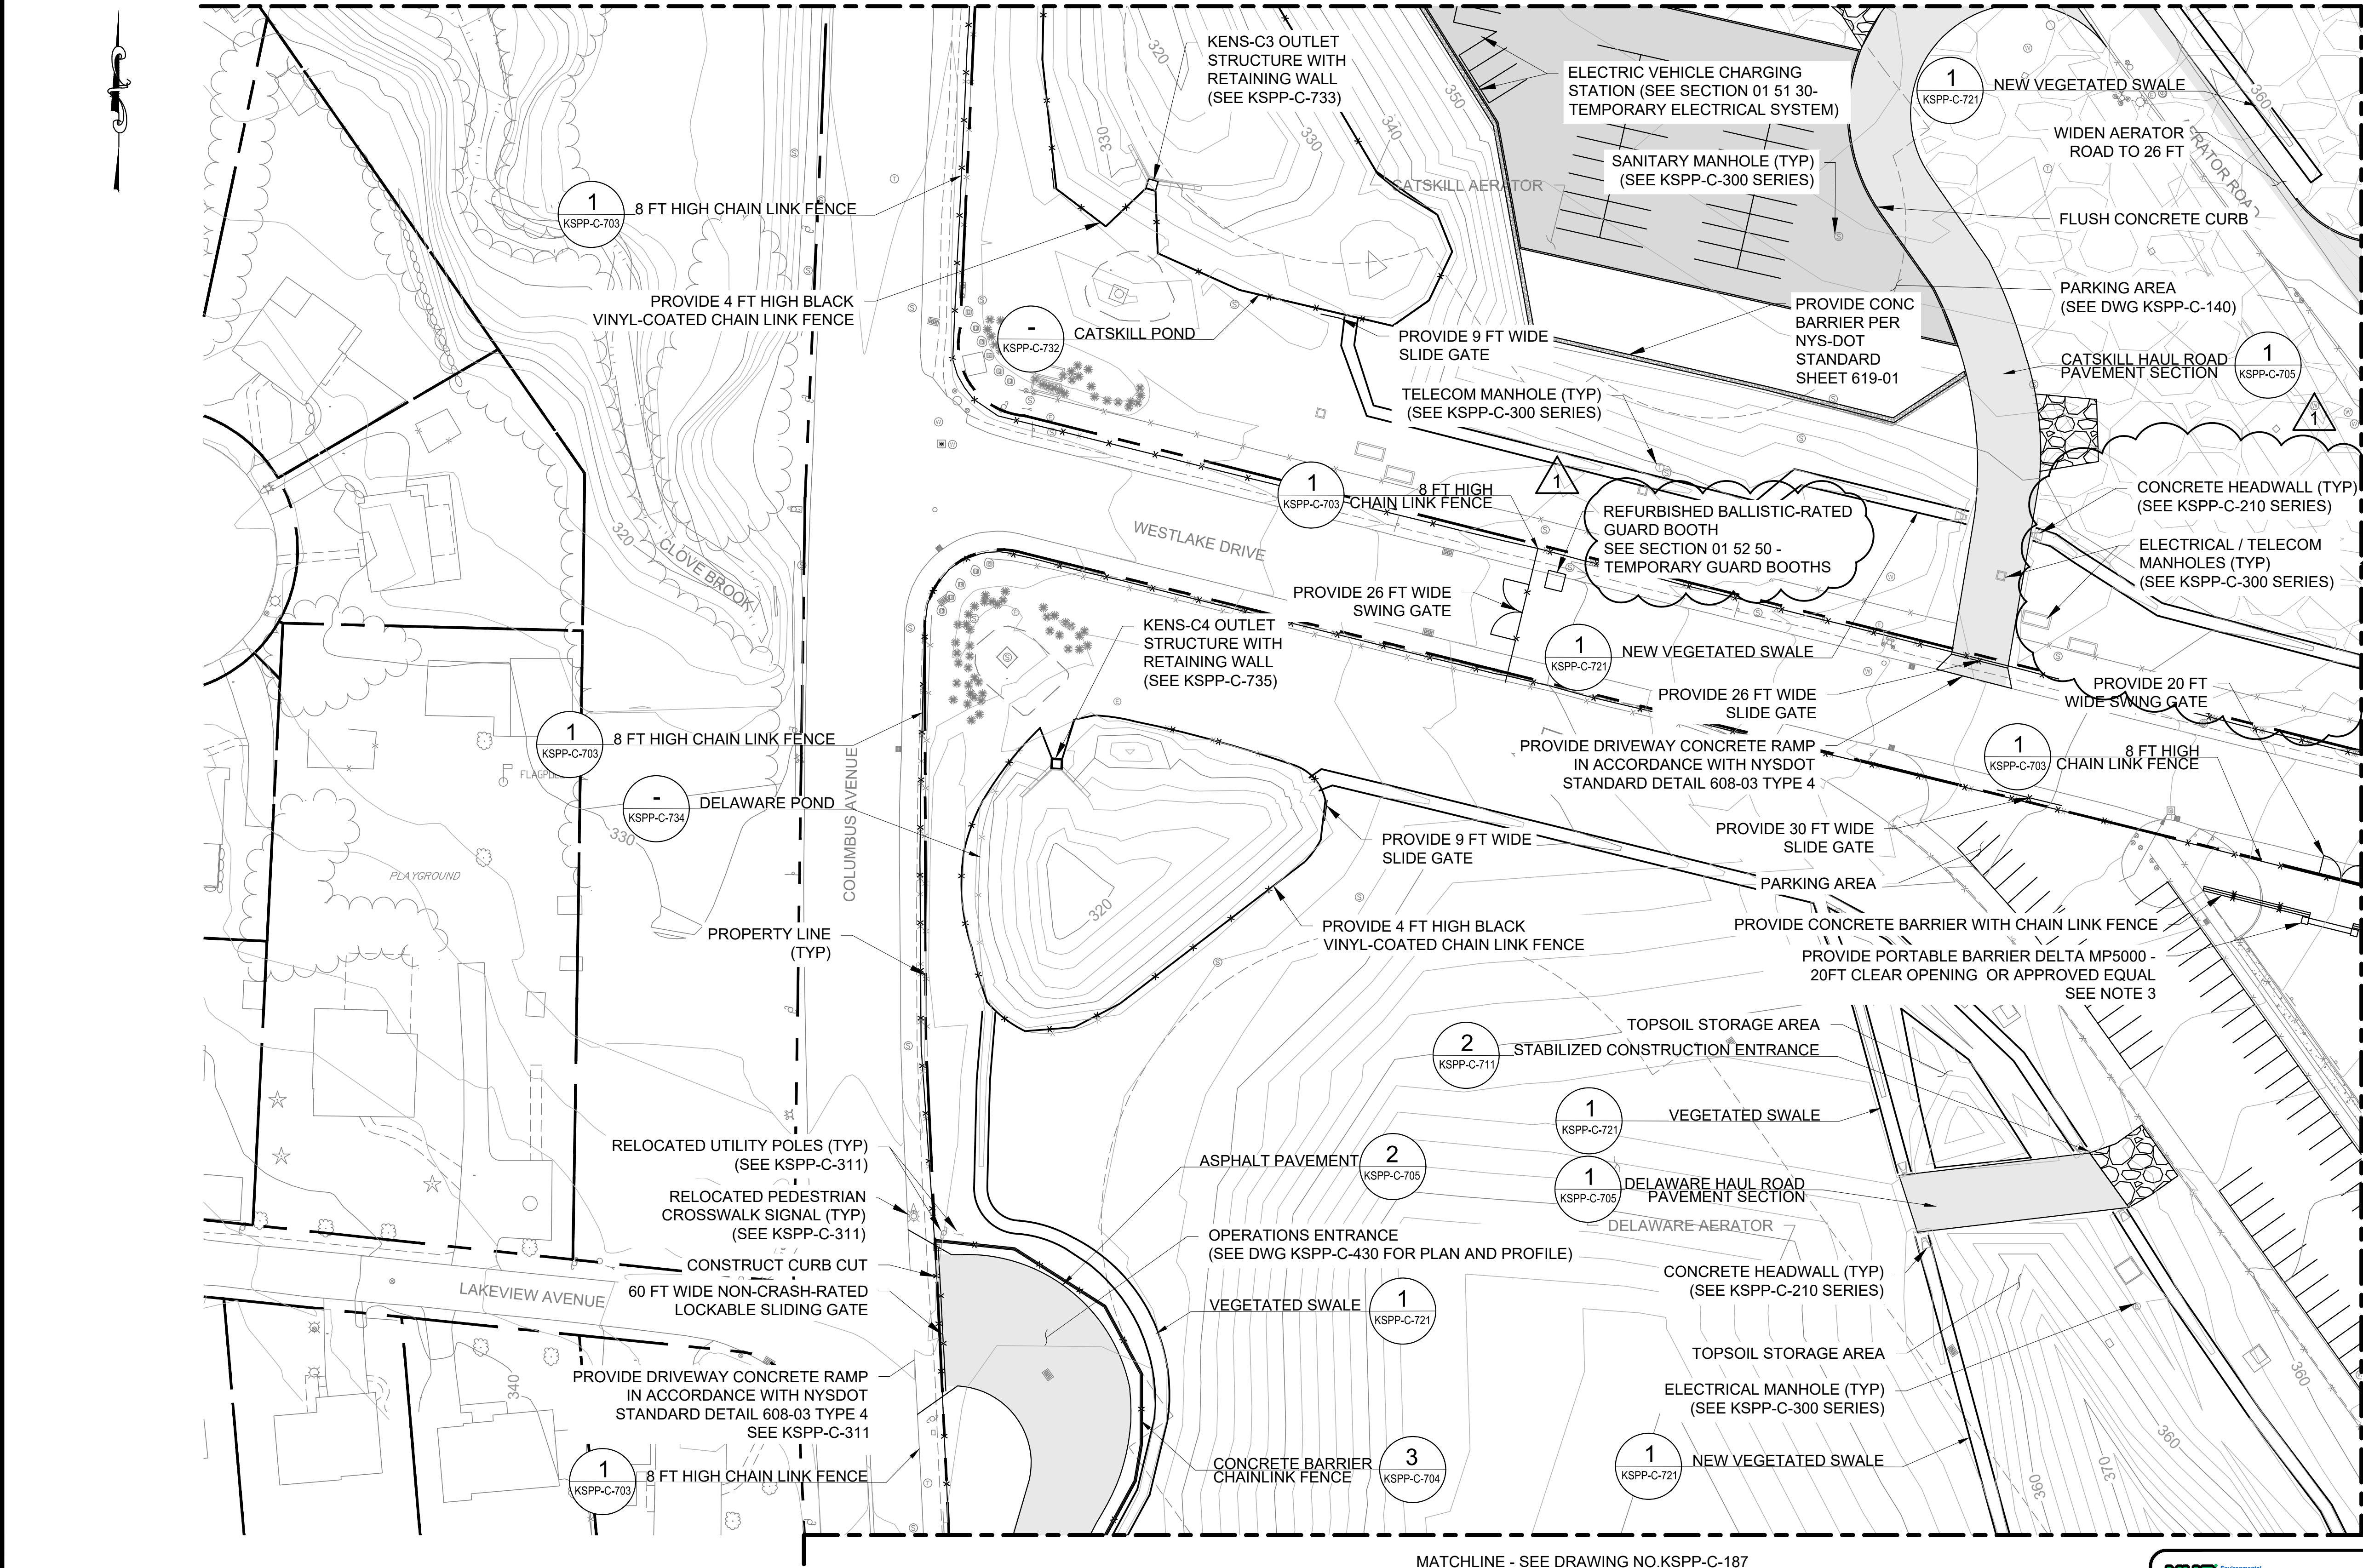 KENS-C3 OUTLET
STRUCTURE WITH
RETAINING WALL
(SEE KSPP-C-733)
320
330
330
340
350
ELECTRIC VEHICLE CHARGING
STATION (SEE SECTION 01 51 30-
TEMPORARY ELECTRICAL SYSTEM)
1
KSPP-C-721
NEW VEGETATED SWALE
360
WIDEN AERATOR
ROAD TO 26 FT
SANITARY MANHOLE (TYP)
(SEE KSPP-C-300 SERIES)
CATSKILL AERATOR
FLUSH CONCRETE CURB
1
KSPP-C-703
8 FT HIGH CHAIN LINK FENCE
PROVIDE 4 FT HIGH BLACK
VINYL-COATED CHAIN LINK FENCE
-
KSPP-C-732
CATSKILL POND
PROVIDE 9 FT WIDE
SLIDE GATE
PROVIDE CONC
BARRIER PER
NYS-DOT
STANDARD
SHEET 619-01
PARKING AREA
(SEE DWG KSPP-C-140)
CATSKILL HAUL ROAD
PAVEMENT SECTION
1
KSPP-C-705
1
TELECOM MANHOLE (TYP)
(SEE KSPP-C-300 SERIES)
1
KSPP-C-703
8 FT HIGH
CHAIN LINK FENCE
1
REFURBISHED BALLISTIC-RATED
GUARD BOOTH
SEE SECTION 01 52 50 -
TEMPORARY GUARD BOOTHS
CONCRETE HEADWALL (TYP)
(SEE KSPP-C-210 SERIES)
ELECTRICAL / TELECOM
MANHOLES (TYP)
(SEE KSPP-C-300 SERIES)
320
CLOVE BROOK
WESTLAKE DRIVE
PROVIDE 26 FT WIDE
SWING GATE
KENS-C4 OUTLET
STRUCTURE WITH
RETAINING WALL
(SEE KSPP-C-735)
1
KSPP-C-721
NEW VEGETATED SWALE
PROVIDE 26 FT WIDE
SLIDE GATE
PROVIDE 20 FT
WIDE SWING GATE
1
KSPP-C-703
8 FT HIGH CHAIN LINK FENCE
PROVIDE DRIVEWAY CONCRETE RAMP
IN ACCORDANCE WITH NYSDOT
STANDARD DETAIL 608-03 TYPE 4
1
KSPP-C-703
8 FT HIGH
CHAIN LINK FENCE
-
KSPP-C-734
DELAWARE POND
330
COLUMBUS AVENUE
PLAYGROUND
320
PROVIDE 9 FT WIDE
SLIDE GATE
PROVIDE 30 FT WIDE
SLIDE GATE
PARKING AREA
PROPERTY LINE
(TYP)
PROVIDE 4 FT HIGH BLACK
VINYL-COATED CHAIN LINK FENCE
PROVIDE CONCRETE BARRIER WITH CHAIN LINK FENCE
PROVIDE PORTABLE BARRIER DELTA MP5000 -
20FT CLEAR OPENING OR APPROVED EQUAL
SEE NOTE 3
TOPSOIL STORAGE AREA
2
KSPP-C-711
STABILIZED CONSTRUCTION ENTRANCE
1
KSPP-C-721
VEGETATED SWALE
RELOCATED UTILITY POLES (TYP)
(SEE KSPP-C-311)
ASPHALT PAVEMENT
2
KSPP-C-705
1
KSPP-C-705
DELAWARE HAUL ROAD
PAVEMENT SECTION
RELOCATED PEDESTRIAN
CROSSWALK SIGNAL (TYP)
(SEE KSPP-C-311)
DELAWARE AERATOR
OPERATIONS ENTRANCE
(SEE DWG KSPP-C-430 FOR PLAN AND PROFILE)
CONSTRUCT CURB CUT
60 FT WIDE NON-CRASH-RATED
LOCKABLE SLIDING GATE
LAKEVIEW AVENUE
CONCRETE HEADWALL (TYP)
(SEE KSPP-C-210 SERIES)
VEGETATED SWALE
1
KSPP-C-721
TOPSOIL STORAGE AREA
PROVIDE DRIVEWAY CONCRETE RAMP
IN ACCORDANCE WITH NYSDOT
STANDARD DETAIL 608-03 TYPE 4
SEE KSPP-C-311
340
ELECTRICAL MANHOLE (TYP)
(SEE KSPP-C-300 SERIES)
360
360
370
360
1
KSPP-C-703
8 FT HIGH CHAIN LINK FENCE
CONCRETE BARRIER
CHAINLINK FENCE
3
KSPP-C-704
1
KSPP-C-721
NEW VEGETATED SWALE
MATCHLINE - SEE DRAWING NO.KSPP-C-187